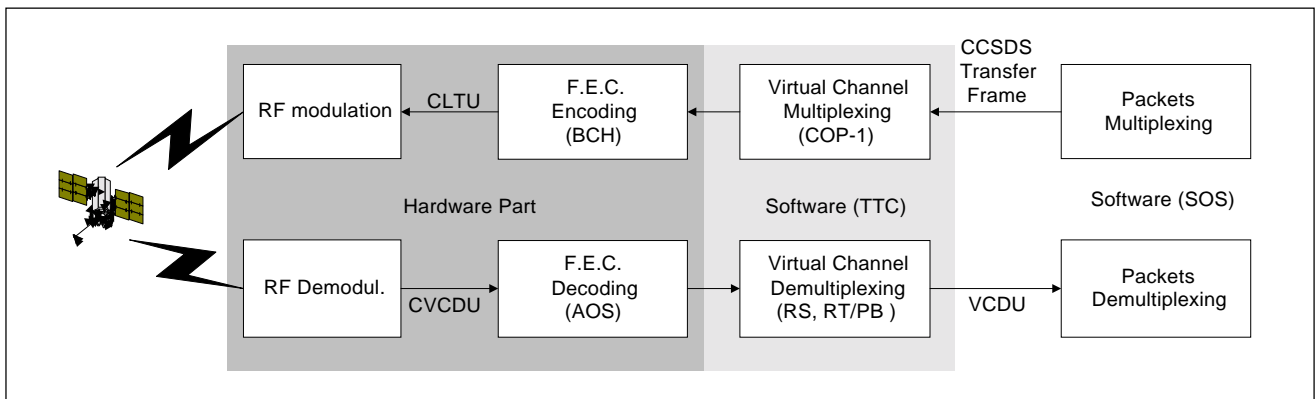 CCSDS
Transfer
Frame
RF modulation
CLTU
F.E.C.
Encoding
(BCH)
Virtual Channel
Multiplexing
(COP-1)
Packets
Multiplexing
Hardware Part
Software (TTC)
Software (SOS)
RF Demodul.
CVCDU
F.E.C.
Decoding
(AOS)
Virtual Channel
Demultiplexing
(RS, RT/PB )
VCDU
Packets
Demultiplexing